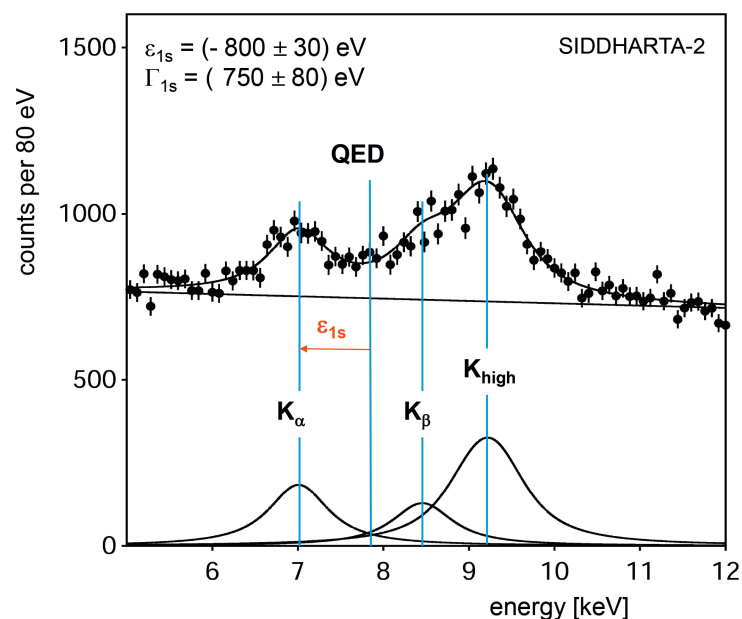 1500
ε1s = (- 800 ± 30) eV
SIDDHARTA-2
Γ1s = ( 750 ± 80) eV
counts per 80 eV
QED
1000
ε1s
500
Khigh
Kα
Kβ
0
6 7 8 9 10 11 12
energy [keV]